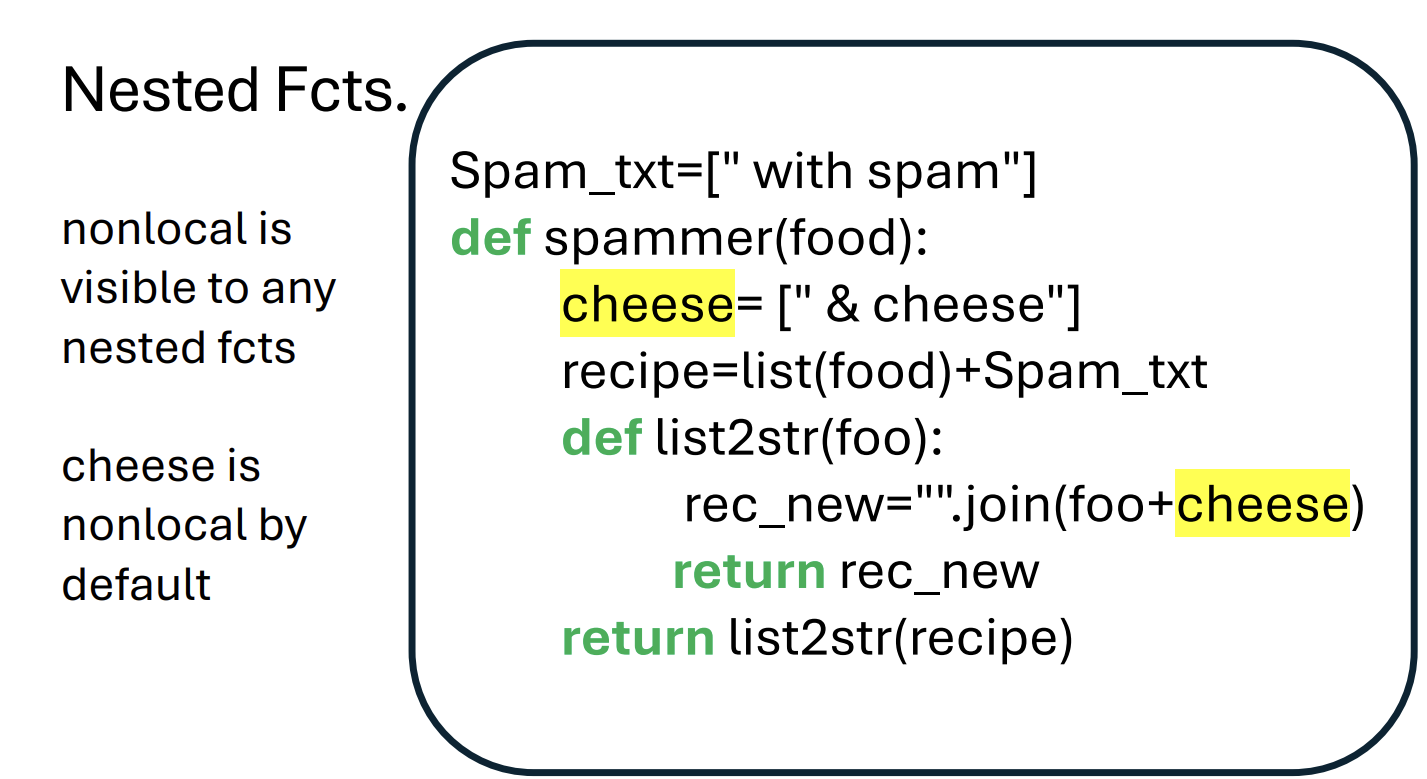 Nested Fcts.
nonlocal is
visible to any
nested fcts
cheese is
nonlocal by
default
Spam_txt=[" with spam"]
def spammer(food):
cheese= [" & cheese"]
recipe=list(food)+Spam_txt
def list2str(foo):
rec_new="".join(foo+cheese)
return rec_new
return list2str(recipe)